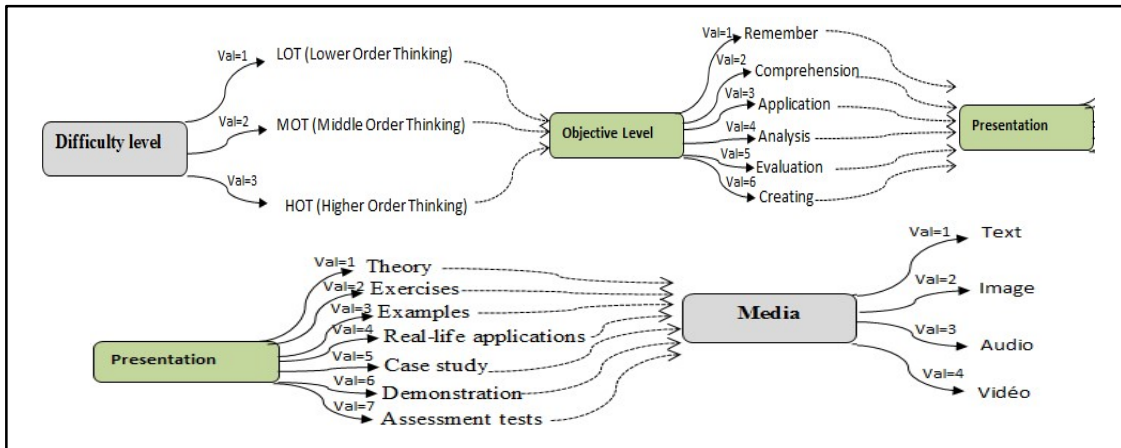 Difficulty level
Val=1
LOT (Lower Order Thinking)
Val=2
MOT (Middle Order Thinking)
Val=3
HOT (Higher Order Thinking)
Objective Level
Val=1
Remember
Val=2
Comprehension
Val=3
Application
Val=4
Analysis
Val=5
Evaluation
Val=6
Creating
Presentation
Presentation
Val=1
Theory
Val=2
Exercises
Val=3
Examples
Val=4
Real-life applications
Val=5
Case study
Val=6
Demonstration
Val=7
Assessment tests
Media
Val=1
Text
Val=2
Image
Val=3
Audio
Val=4
Vidéo